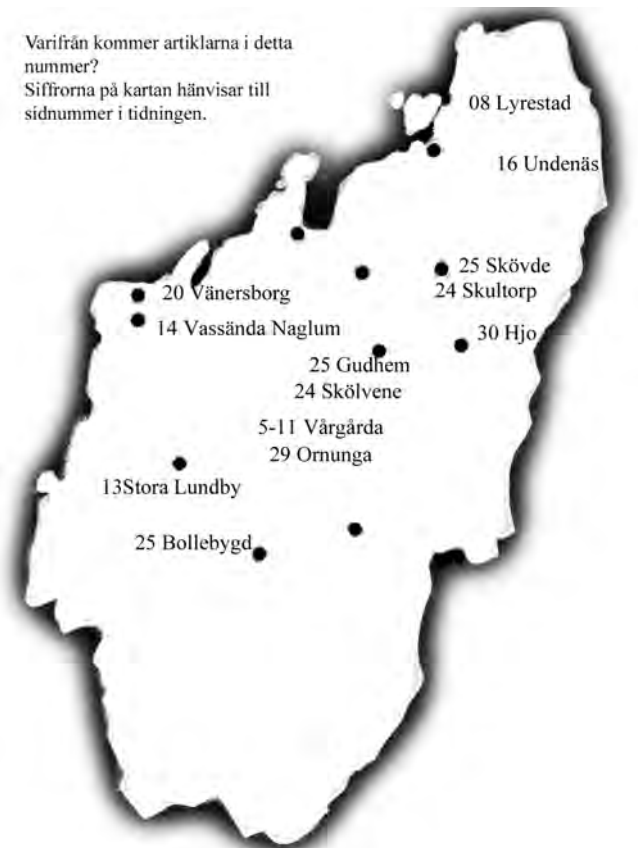 Varifrån kommer artiklarna i detta
nummer?
Siffrorna på kartan hänvisar till
sidnummer i tidningen.
08 Lyrestad
16 Undenäs
25 Skövde
24 Skultorp
20 Vänersborg
14 Vassända Naglum
30 Hjo
25 Gudhem
24 Skölvene
5-11 Vårgårda
29 Ornunga
13Stora Lundby
25 Bollebygd